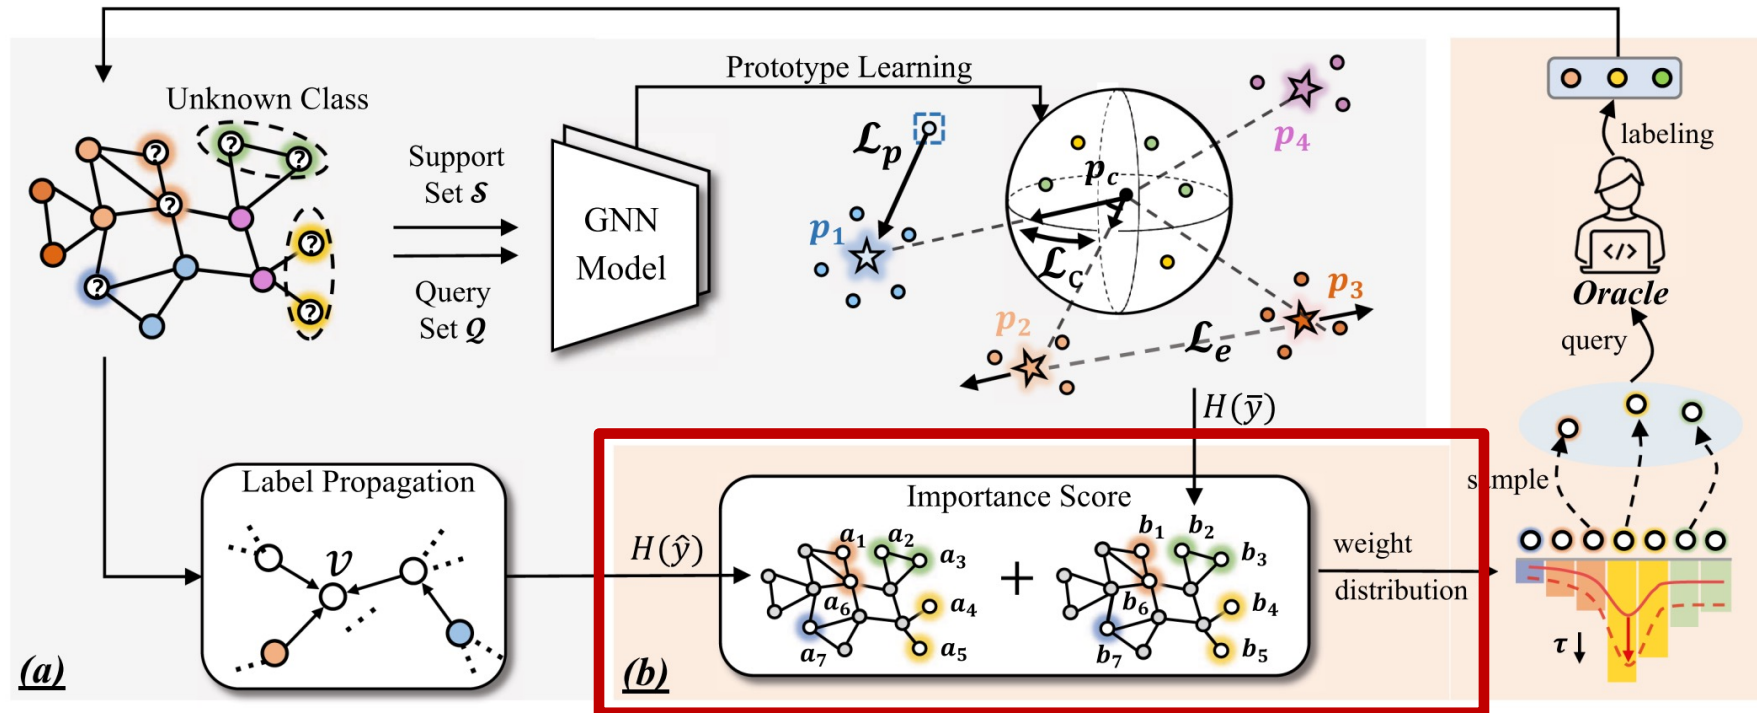 Unknown Class
?
?
?
?
?
?
?
Support
Set 𝓢
Query
Set 𝓠
GNN
Model
Prototype Learning
𝓛p
p1
p2
p3
p4
pc
𝓛c
𝓛e
H(ȳ)
labeling
</>
Oracle
query
sample
τ
Label Propagation
v
H(ŷ)
Importance Score
a1
a2
a3
a4
a5
a6
a7
+
b1
b2
b3
b4
b5
b6
b7
weight
distribution
(a)
(b)